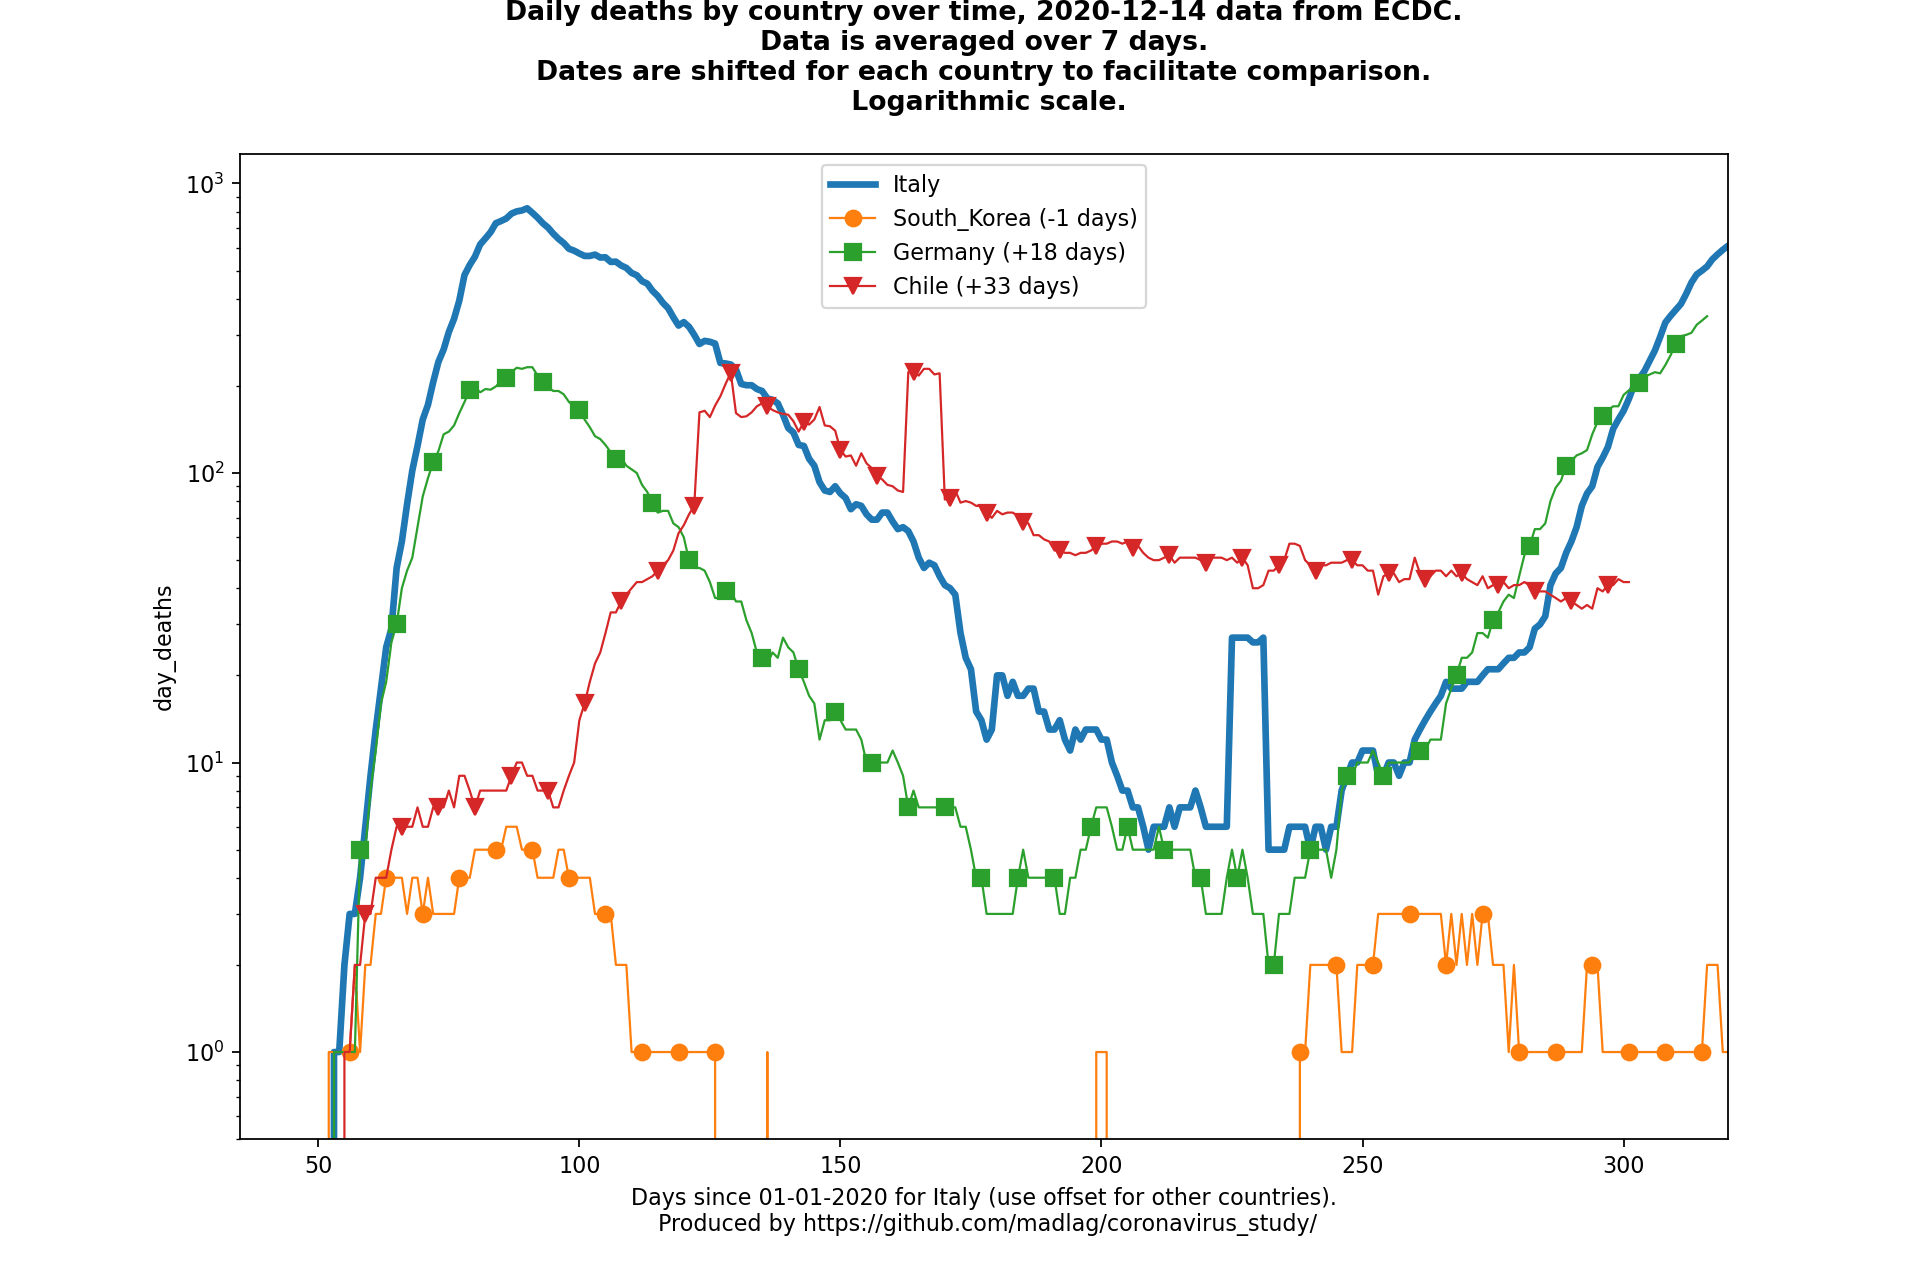 Daily deaths by country over time, 2020-12-14 data from ECDC.
Data is averaged over 7 days.
Dates are shifted for each country to facilitate comparison.
Logarithmic scale.
10³
10²
10¹
10⁰
day_deaths
Italy
South_Korea (-1 days)
Germany (+18 days)
Chile (+33 days)
50 100 150 200 250 300
Days since 01-01-2020 for Italy (use offset for other countries).
Produced by https://github.com/madlag/coronavirus_study/